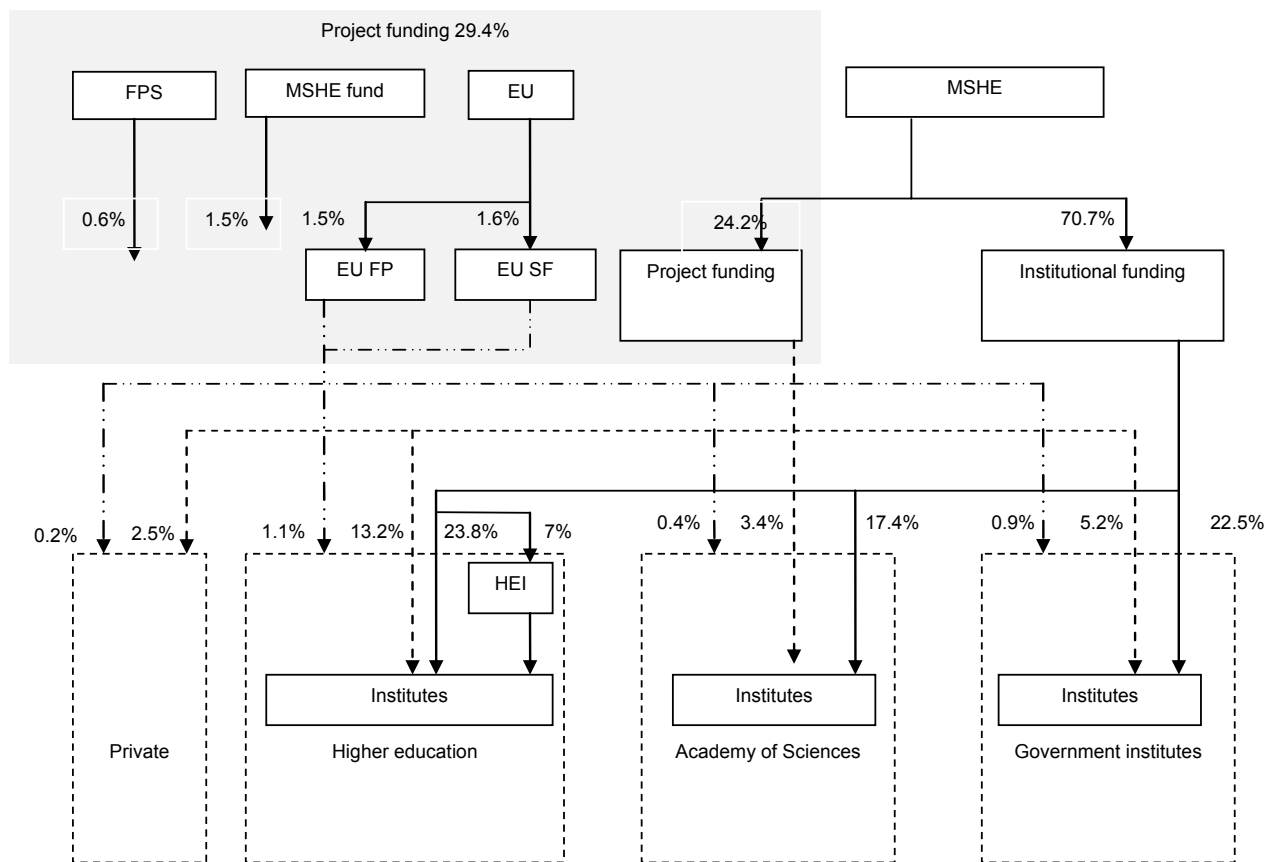 Project funding 29.4%
FPS
MSHE fund
EU
MSHE
0.6%
1.5%
1.5%
1.6%
24.2%
70.7%
EU FP
EU SF
Project funding
Institutional funding
0.2%
2.5%
1.1%
13.2%
23.8%
7%
0.4%
3.4%
17.4%
0.9%
5.2%
22.5%
HEI
Institutes
Institutes
Institutes
Private
Higher education
Academy of Sciences
Government institutes